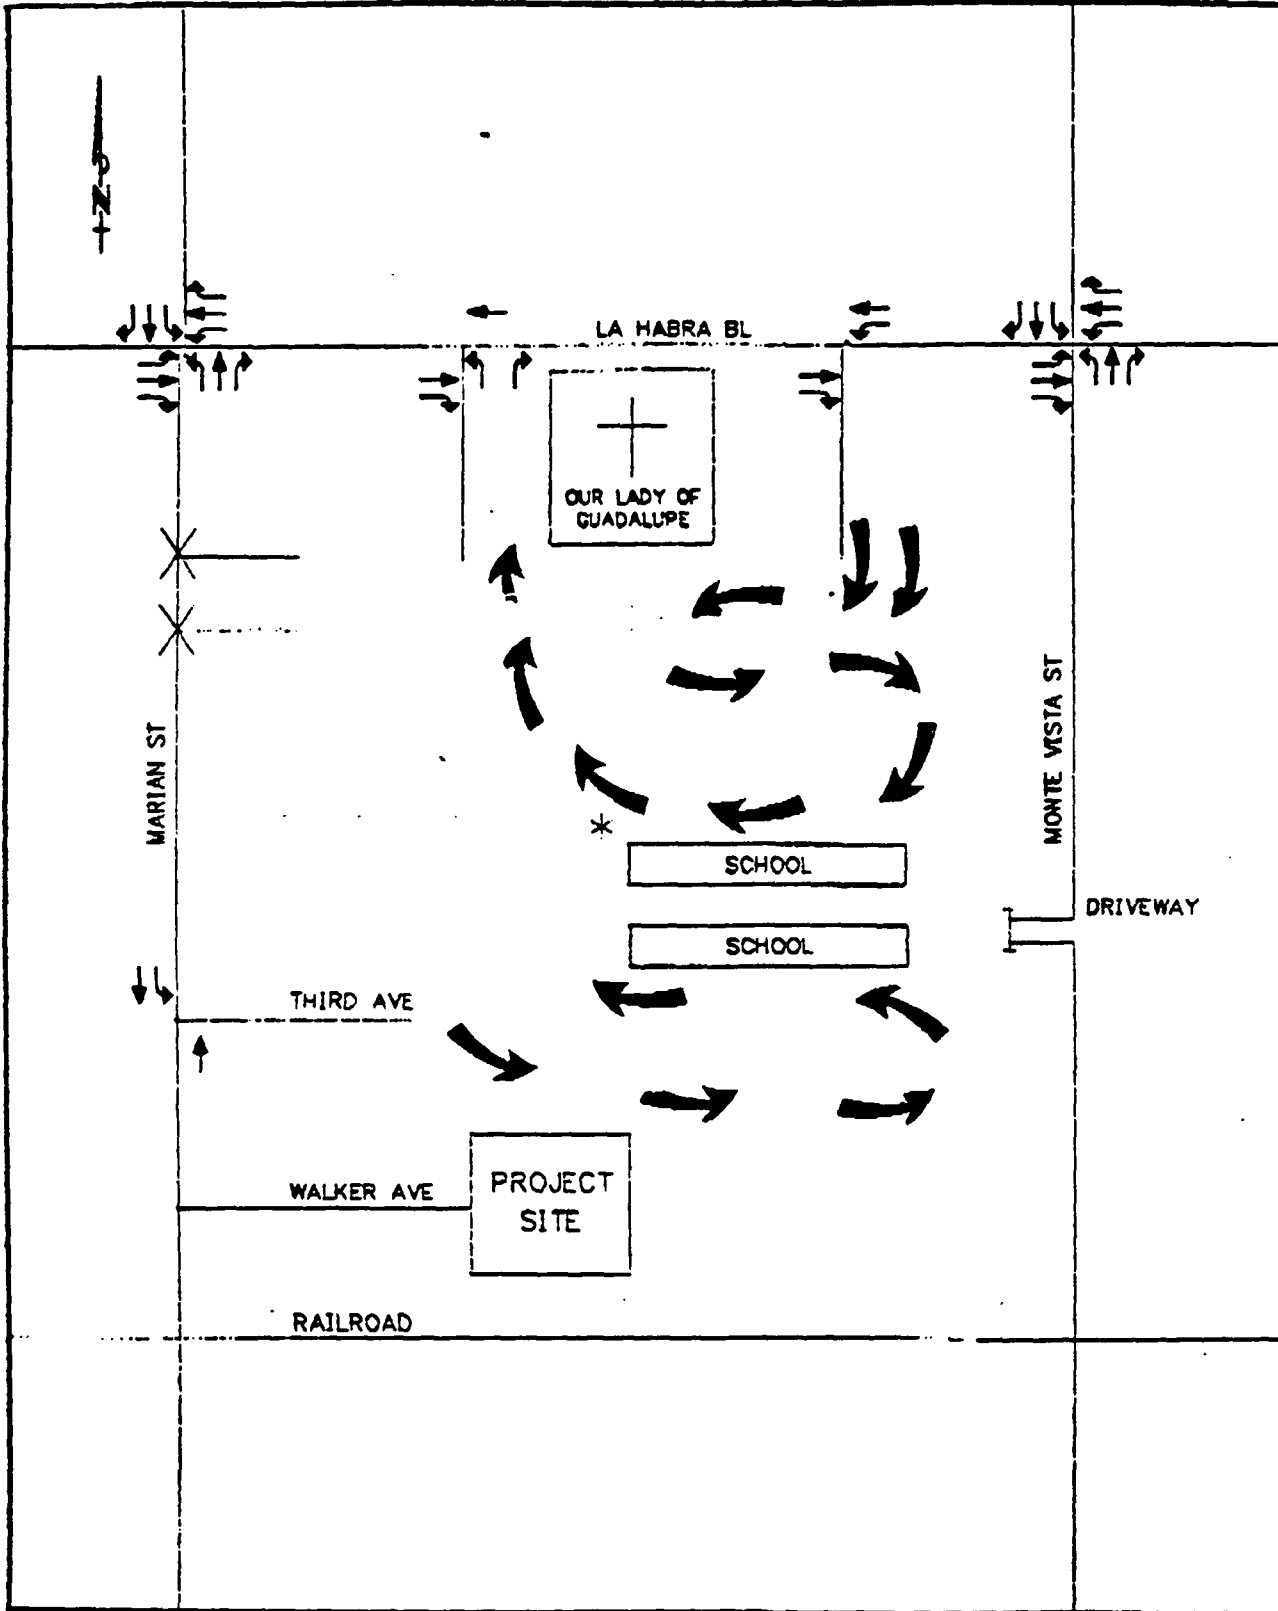 N
LA HABRA BL
OUR LADY OF
GUADALUPE
MARIAN ST
MONTE VISTA ST
SCHOOL
DRIVEWAY
SCHOOL
THIRD AVE
WALKER AVE
PROJECT
SITE
RAILROAD